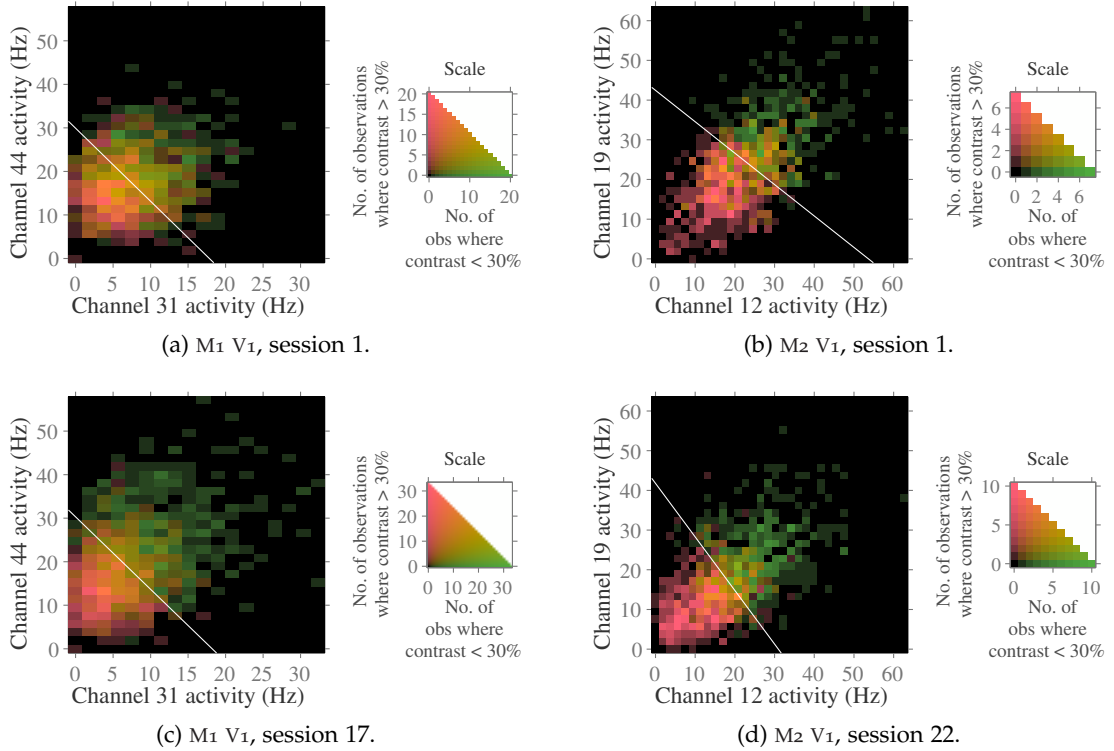 Channel 44 activity (Hz)
50
40
30
20
10
0
0 5 10 15 20 25 30
Channel 31 activity (Hz)
No. of observations
where contrast > 30%
Scale
20
15
10
5
0
0 10 20
No. of
obs where
contrast < 30%
(a) M1 V1, session 1.
Channel 19 activity (Hz)
60
50
40
30
20
10
0
0 10 20 30 40 50 60
Channel 12 activity (Hz)
No. of observations
where contrast > 30%
Scale
6
4
2
0
0 2 4 6
No. of
obs where
contrast < 30%
(b) M2 V1, session 1.
Channel 44 activity (Hz)
50
40
30
20
10
0
0 5 10 15 20 25 30
Channel 31 activity (Hz)
No. of observations
where contrast > 30%
Scale
30
20
10
0
0 10 20 30
No. of
obs where
contrast < 30%
(c) M1 V1, session 17.
Channel 19 activity (Hz)
60
50
40
30
20
10
0
0 10 20 30 40 50 60
Channel 12 activity (Hz)
No. of observations
where contrast > 30%
Scale
10
5
0
0 5 10
No. of
obs where
contrast < 30%
(d) M2 V1, session 22.